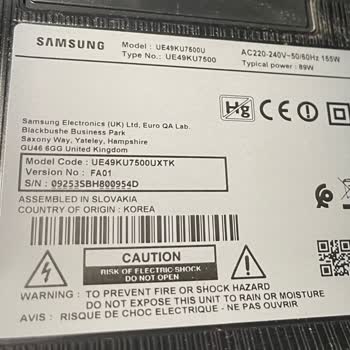 SAMSUNG
Model : UE49KU7500U
Type No. : UE49KU7500
AC220-240V~50/60Hz 155W
Typical power : 89W
Hg
CE
Samsung Electronics (UK) Ltd, Euro QA Lab.
Blackbushe Business Park
Saxony Way, Yateley, Hampshire
GU46 6GG United Kingdom
Model Code : UE49KU7500UXTK
Version No : FA01
S/N : 09253SBH800954D
ASSEMBLED IN SLOVAKIA
COUNTRY OF ORIGIN : KOREA
CAUTION
RISK OF ELECTRIC SHOCK
DO NOT OPEN
WARNING : TO PREVENT FIRE OR SHOCK HAZARD
DO NOT EXPOSE THIS UNIT TO RAIN OR MOISTURE
AVIS : RISQUE DE CHOC ELECTRIQUE - NE PAS OUVRIR